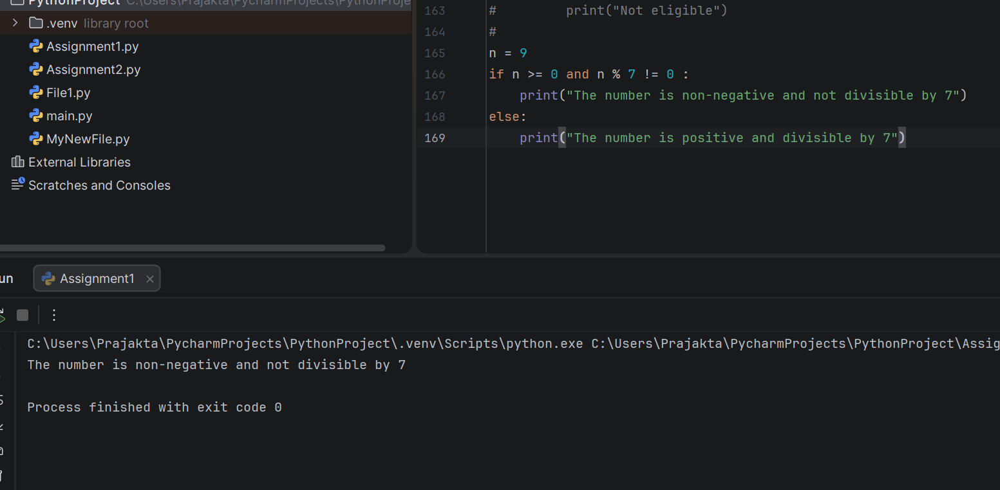 PythonProject C:\Users\Prajakta\PycharmProjects\PythonProje
.venv library root
Assignment1.py
Assignment2.py
File1.py
main.py
MyNewFile.py
External Libraries
Scratches and Consoles
163 #         print("Not eligible")
164 #
165 n = 9
166 if n >= 0 and n % 7 != 0 :
167     print("The number is non-negative and not divisible by 7")
168 else:
169     print("The number is positive and divisible by 7")
un Assignment1
C:\Users\Prajakta\PycharmProjects\PythonProject\.venv\Scripts\python.exe C:\Users\Prajakta\PycharmProjects\PythonProject\Assig
The number is non-negative and not divisible by 7
Process finished with exit code 0